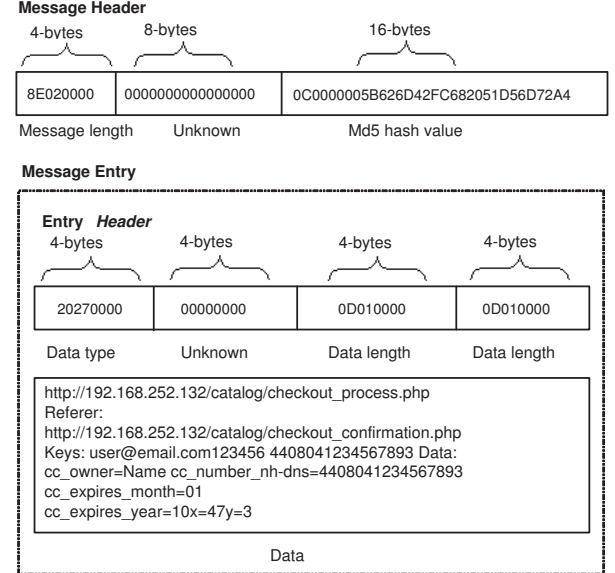 Message Header
4-bytes 8-bytes 16-bytes
8E020000 0000000000000000 0C0000005B626D42FC682051D56D72A4
Message length Unknown Md5 hash value
Message Entry
Entry Header
4-bytes 4-bytes 4-bytes 4-bytes
20270000 00000000 0D010000 0D010000
Data type Unknown Data length Data length
http://192.168.252.132/catalog/checkout_process.php
Referer:
http://192.168.252.132/catalog/checkout_confirmation.php
Keys: user@email.com123456 4408041234567893 Data:
cc_owner=Name cc_number_nh-dns=4408041234567893
cc_expires_month=01
cc_expires_year=10x=47y=3
Data